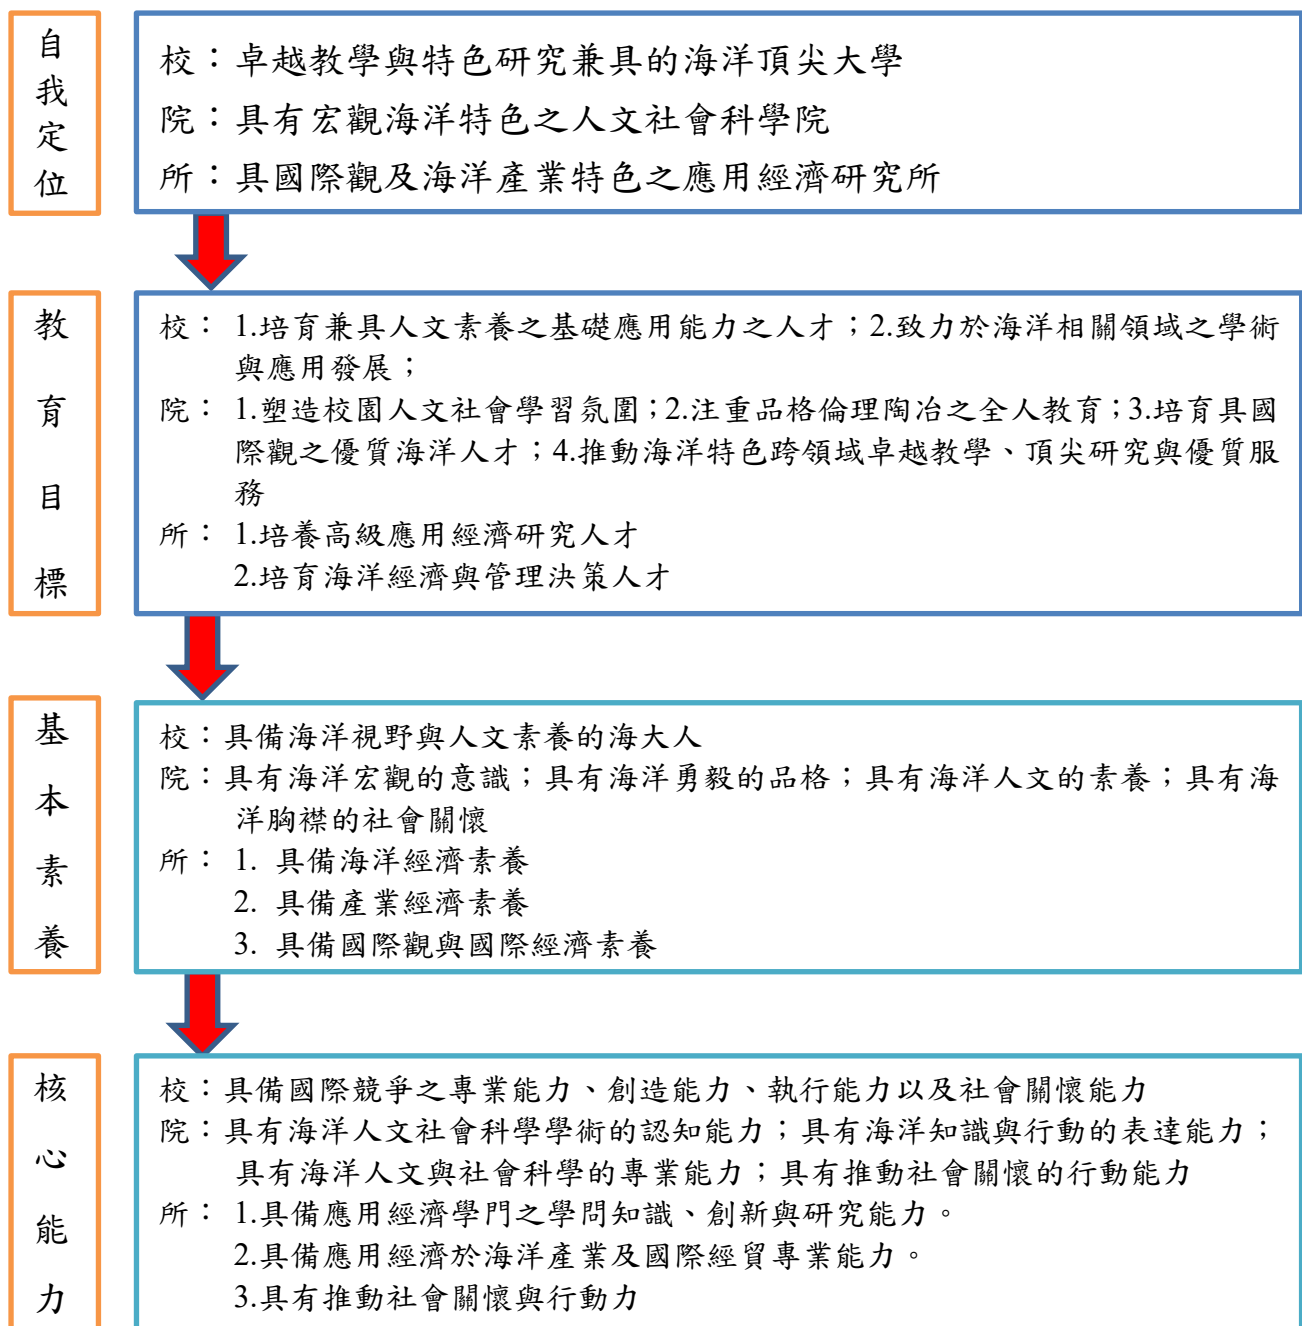 自我定位
校：卓越教學與特色研究兼具的海洋頂尖大學
院：具有宏觀海洋特色之人文社會科學院
所：具國際觀及海洋產業特色之應用經濟研究所
教育目標
校： 1.培育兼具人文素養之基礎應用能力之人才；2.致力於海洋相關領域之學術
與應用發展；
院： 1.塑造校園人文社會學習氛圍；2.注重品格倫理陶冶之全人教育；3.培育具國
際觀之優質海洋人才；4.推動海洋特色跨領域卓越教學、頂尖研究與優質服
務
所： 1.培養高級應用經濟研究人才
2.培育海洋經濟與管理決策人才
基本素養
校：具備海洋視野與人文素養的海大人
院：具有海洋宏觀的意識；具有海洋勇毅的品格；具有海洋人文的素養；具有海
洋胸襟的社會關懷
所： 1. 具備海洋經濟素養
2. 具備產業經濟素養
3. 具備國際觀與國際經濟素養
核心能力
校：具備國際競爭之專業能力、創造能力、執行能力以及社會關懷能力
院：具有海洋人文社會科學學術的認知能力；具有海洋知識與行動的表達能力；
具有海洋人文與社會科學的專業能力；具有推動社會關懷的行動能力
所： 1.具備應用經濟學門之學問知識、創新與研究能力。
2.具備應用經濟於海洋產業及國際經貿專業能力。
3.具有推動社會關懷與行動力